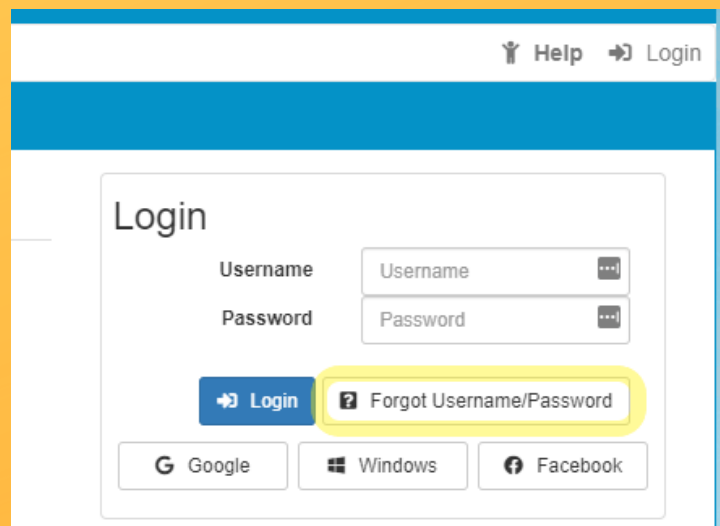 Help Login
Login
Username Username
Password Password
Login Forgot Username/Password
Google Windows Facebook